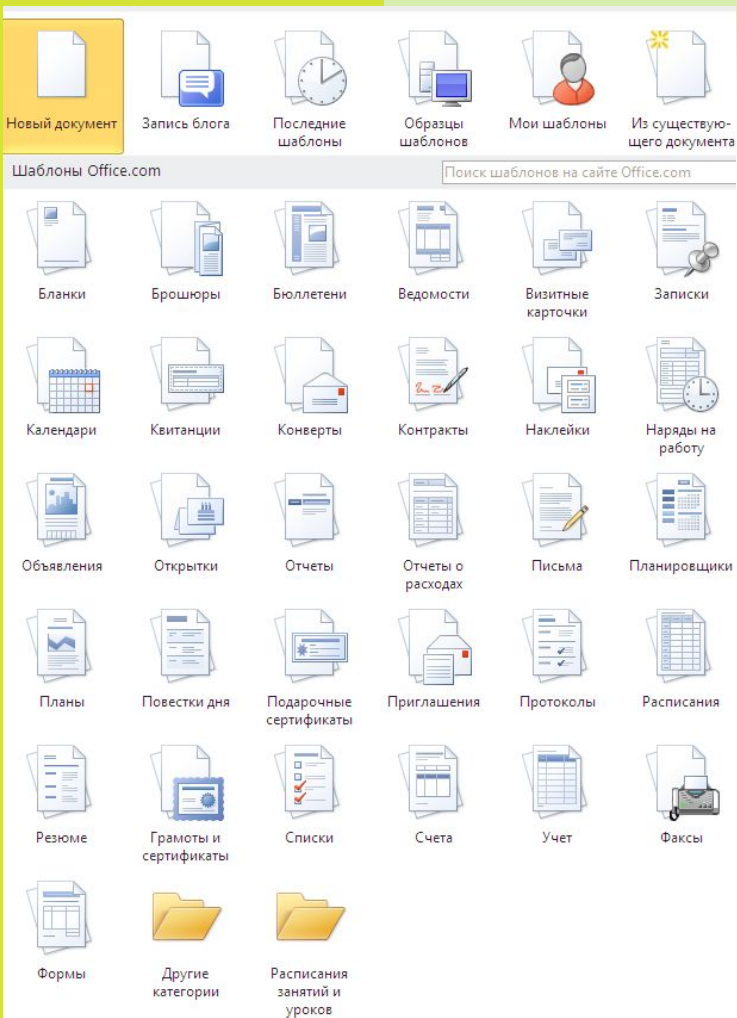 Новый документ Запись блога Последние шаблоны Образцы шаблонов Мои шаблоны Из существую-щего документа
Шаблоны Office.com Поиск шаблонов на сайте Office.com
Бланки Брошюры Бюллетени Ведомости Визитные карточки Записки
Календари Квитанции Конверты Контракты Наклейки Наряды на работу
Объявления Открытки Отчеты Отчеты о расходах Письма Планировщики
Планы Повестки дня Подарочные сертификаты Приглашения Протоколы Расписания
Резюме Грамоты и сертификаты Списки Счета Учет Факсы
Формы Другие категории Расписания занятий и уроков